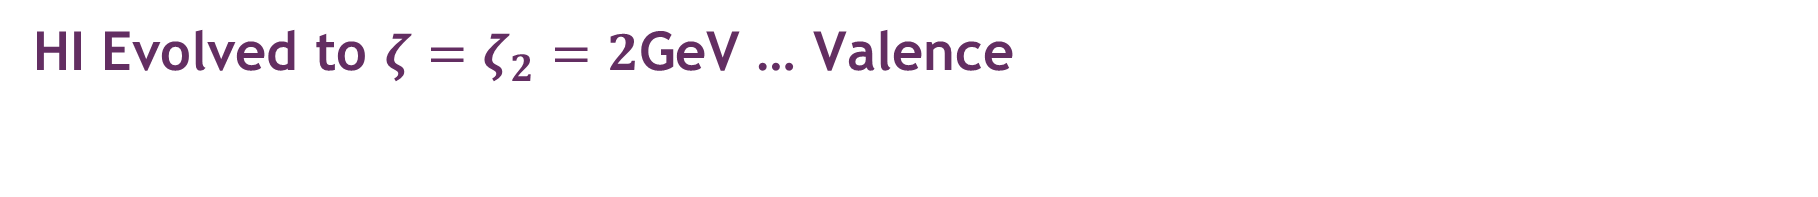 HI Evolved to ζ = ζ₂ = 2GeV … Valence